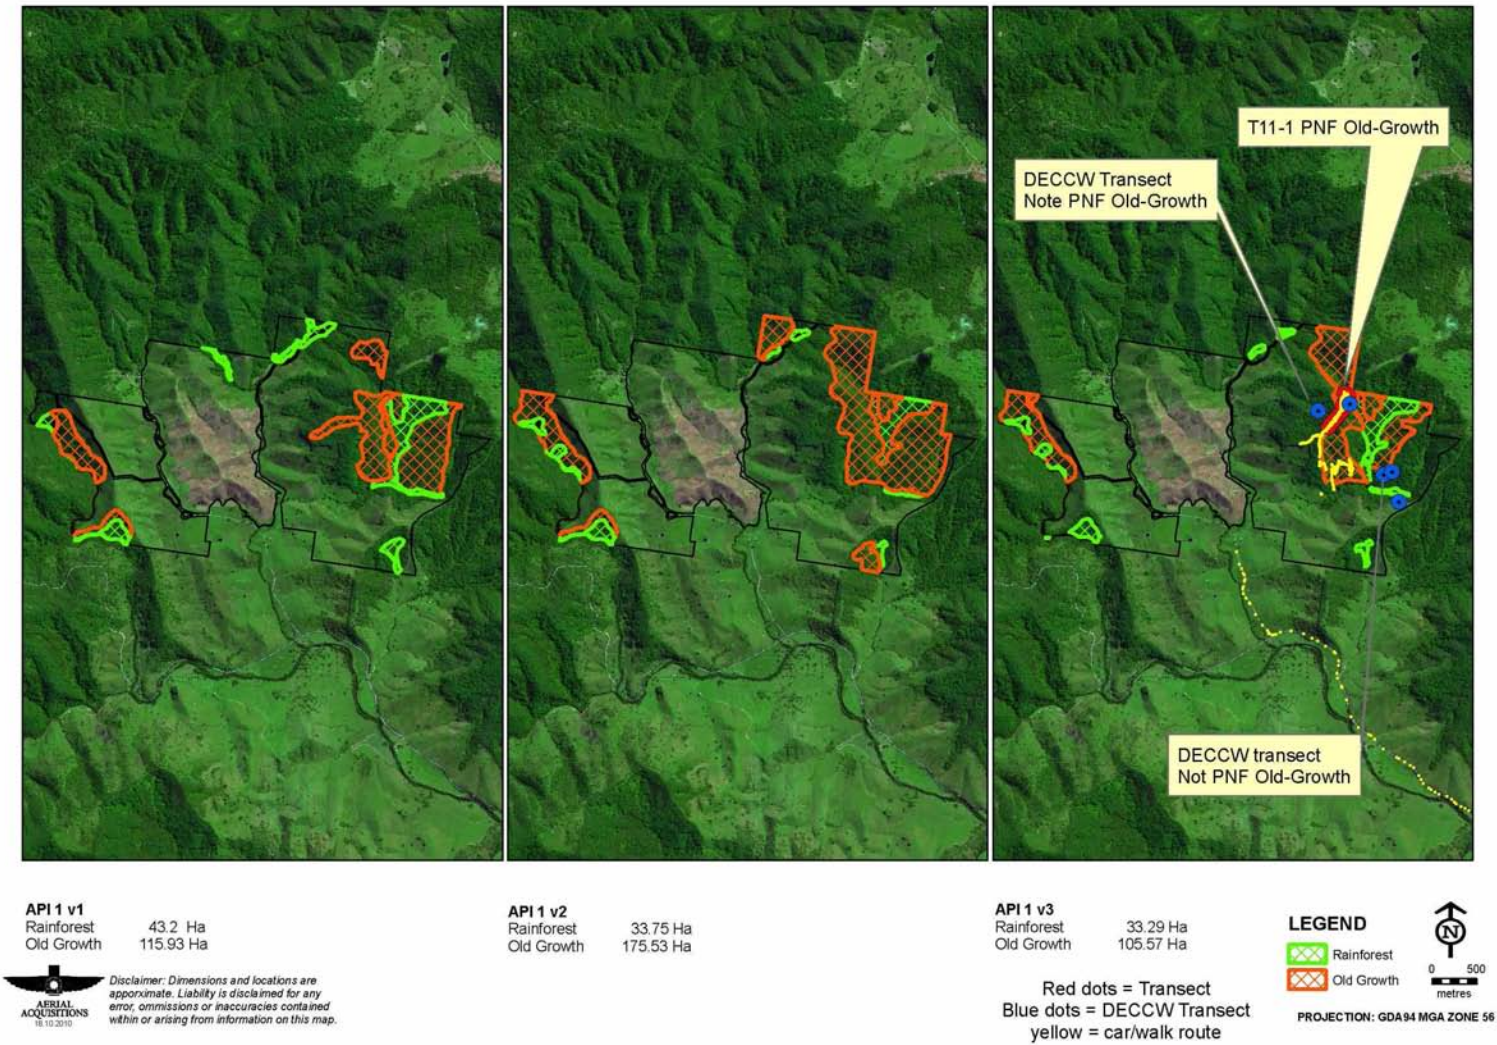 T11-1 PNF Old-Growth
DECCW Transect
Note PNF Old-Growth
DECCW transect
Not PNF Old-Growth
API 1 v1
Rainforest 43.2 Ha
Old Growth 115.93 Ha
API 1 v2
Rainforest 33.75 Ha
Old Growth 175.53 Ha
API 1 v3
Rainforest 33.29 Ha
Old Growth 105.57 Ha
LEGEND
Rainforest
Old Growth
N
0 500
metres
PROJECTION: GDA94 MGA ZONE 56
Red dots = Transect
Blue dots = DECCW Transect
yellow = car/walk route
AERIAL
ACQUISITIONS
18.10.2010
Disclaimer: Dimensions and locations are
apporximate. Liability is disclaimed for any
error, ommissions or inaccuracies contained
within or arising from information on this map.